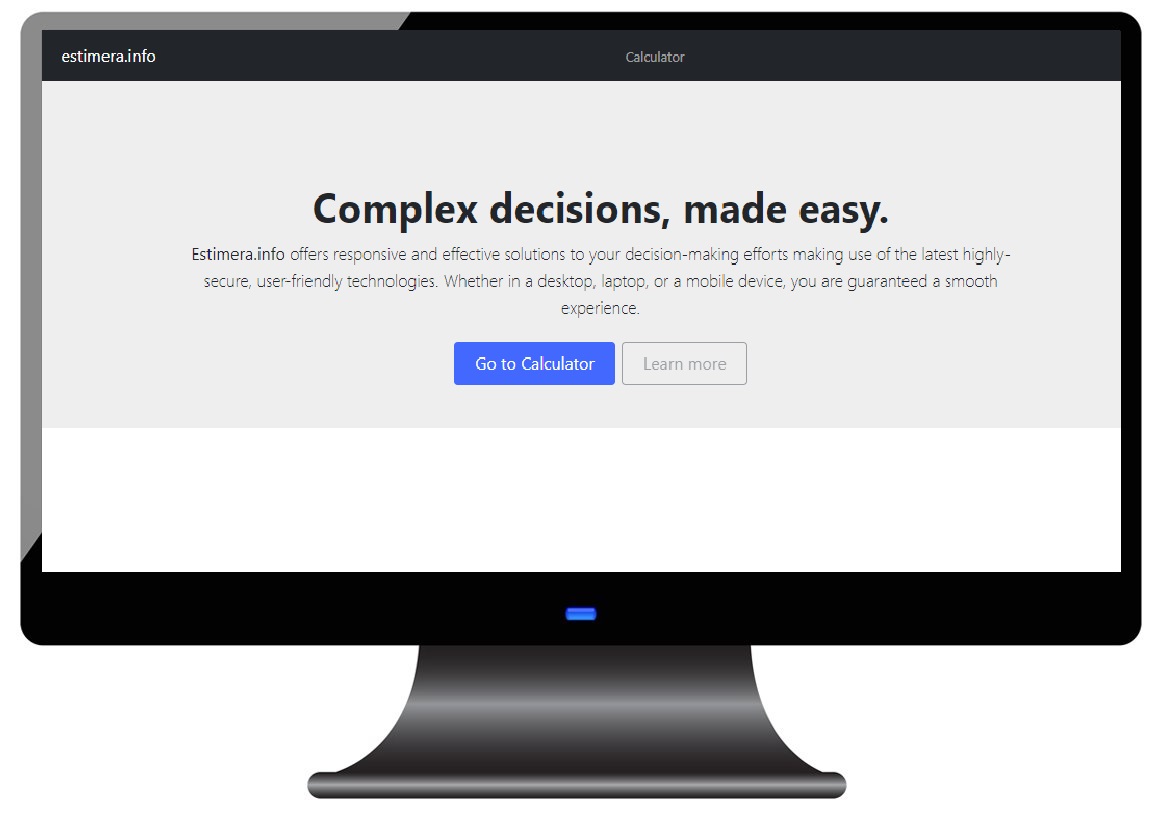 estimera.info
Calculator
Complex decisions, made easy.
Estimera.info offers responsive and effective solutions to your decision-making efforts making use of the latest highly-
secure, user-friendly technologies. Whether in a desktop, laptop, or a mobile device, you are guaranteed a smooth
experience.
Go to Calculator
Learn more